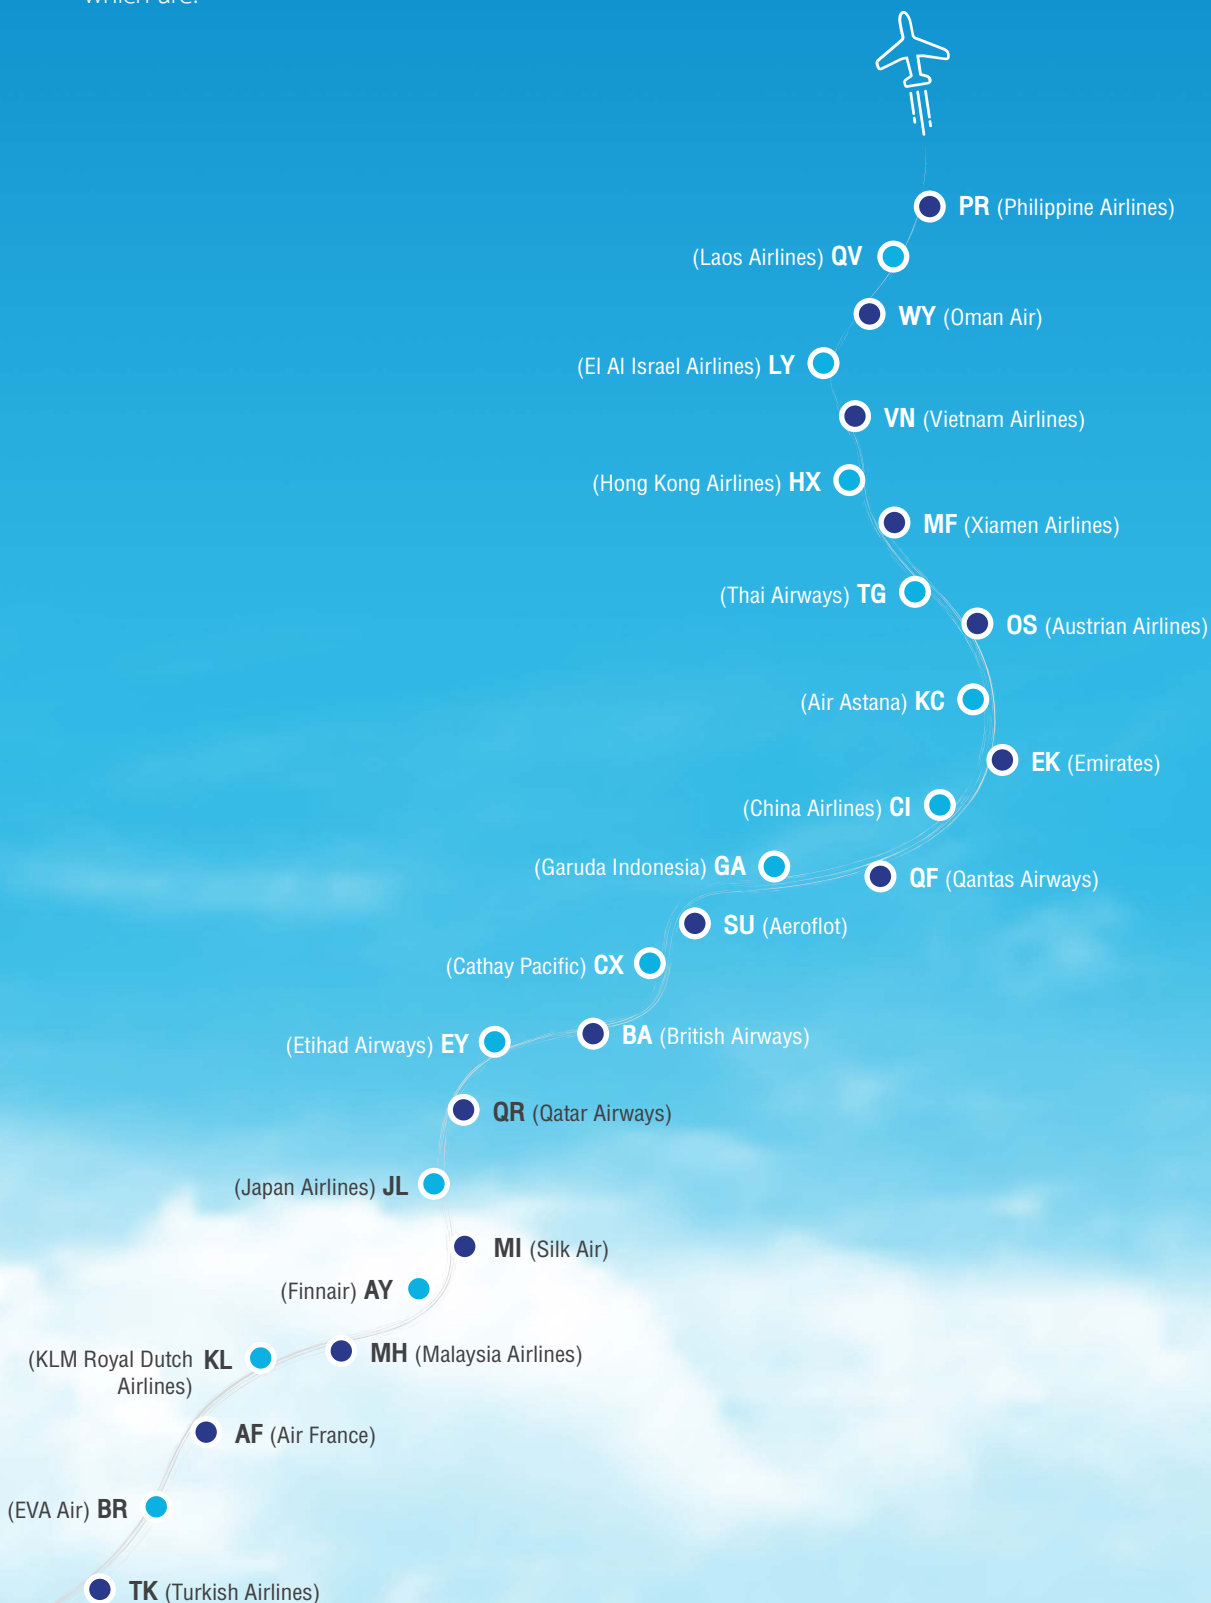 which are:
PR (Philippine Airlines)
(Laos Airlines) QV
WY (Oman Air)
(El Al Israel Airlines) LY
VN (Vietnam Airlines)
(Hong Kong Airlines) HX
MF (Xiamen Airlines)
(Thai Airways) TG
OS (Austrian Airlines)
(Air Astana) KC
EK (Emirates)
(China Airlines) CI
(Garuda Indonesia) GA
QF (Qantas Airways)
SU (Aeroflot)
(Cathay Pacific) CX
BA (British Airways)
(Etihad Airways) EY
QR (Qatar Airways)
(Japan Airlines) JL
MI (Silk Air)
(Finnair) AY
MH (Malaysia Airlines)
(KLM Royal Dutch KL
Airlines)
AF (Air France)
(EVA Air) BR
TK (Turkish Airlines)